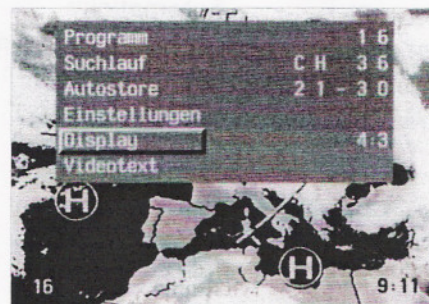 Programm 16
Suchlauf CH 36
Autostore 21-30
Einstellungen
Display 4:3
Videotext
H
H
16 9:11